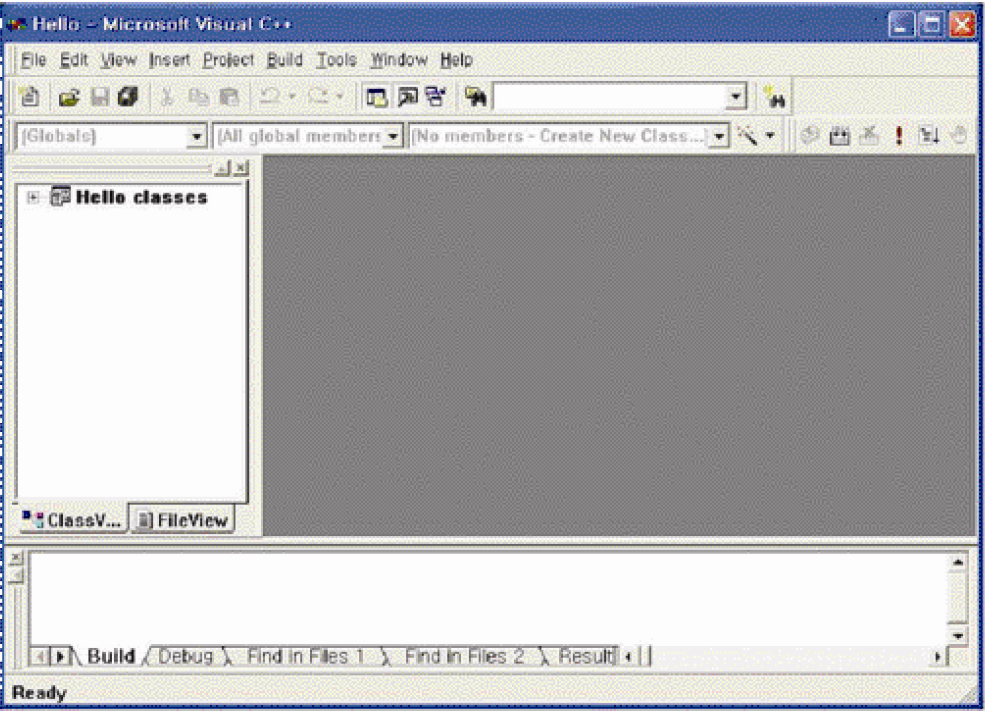 Hello - Microsoft Visual C++
File Edit View Insert Project Build Tools Window Help
(Globals) (All global members (No members - Create New Class...)
Hello classes
ClassV... FileView
Build Debug Find in Files 1 Find in Files 2 Result
Ready